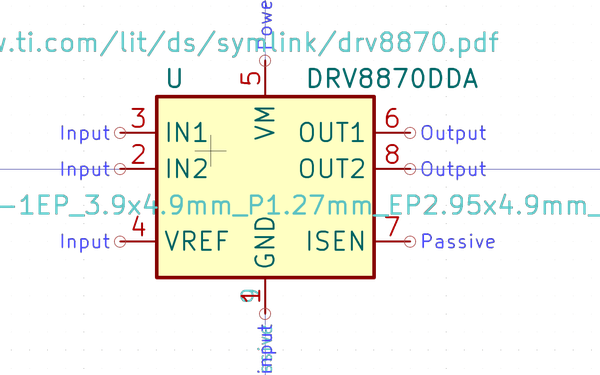 Powe
w.ti.com/lit/ds/symlink/drv8870.pdf
U DRV8870DDA
5
VM
Input 3 IN1 OUT1 6 Output
Input 2 IN2 OUT2 8 Output
-1EP_3.9x4.9mm_P1.27mm_EP2.95x4.9mm_
Input 4 VREF GND ISEN 7 Passive
1
input